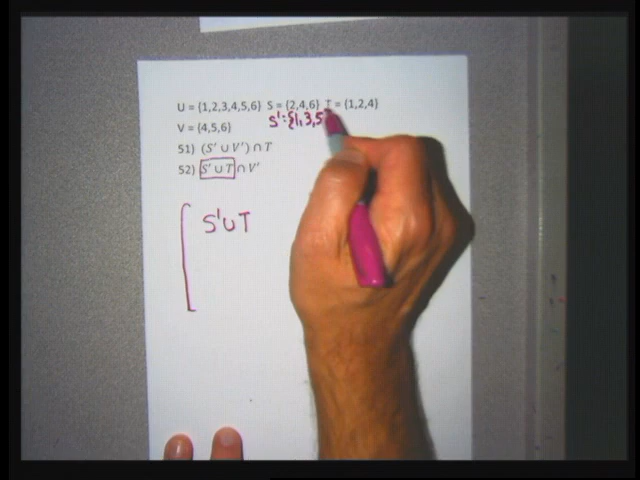 U = {1,2,3,4,5,6} S = {2,4,6} T = {1,2,4}
S':{1,3,5
V = {4,5,6}
51) (S' ∪ V') ∩ T
52) S' ∪ T ∩ V'
S'∪T